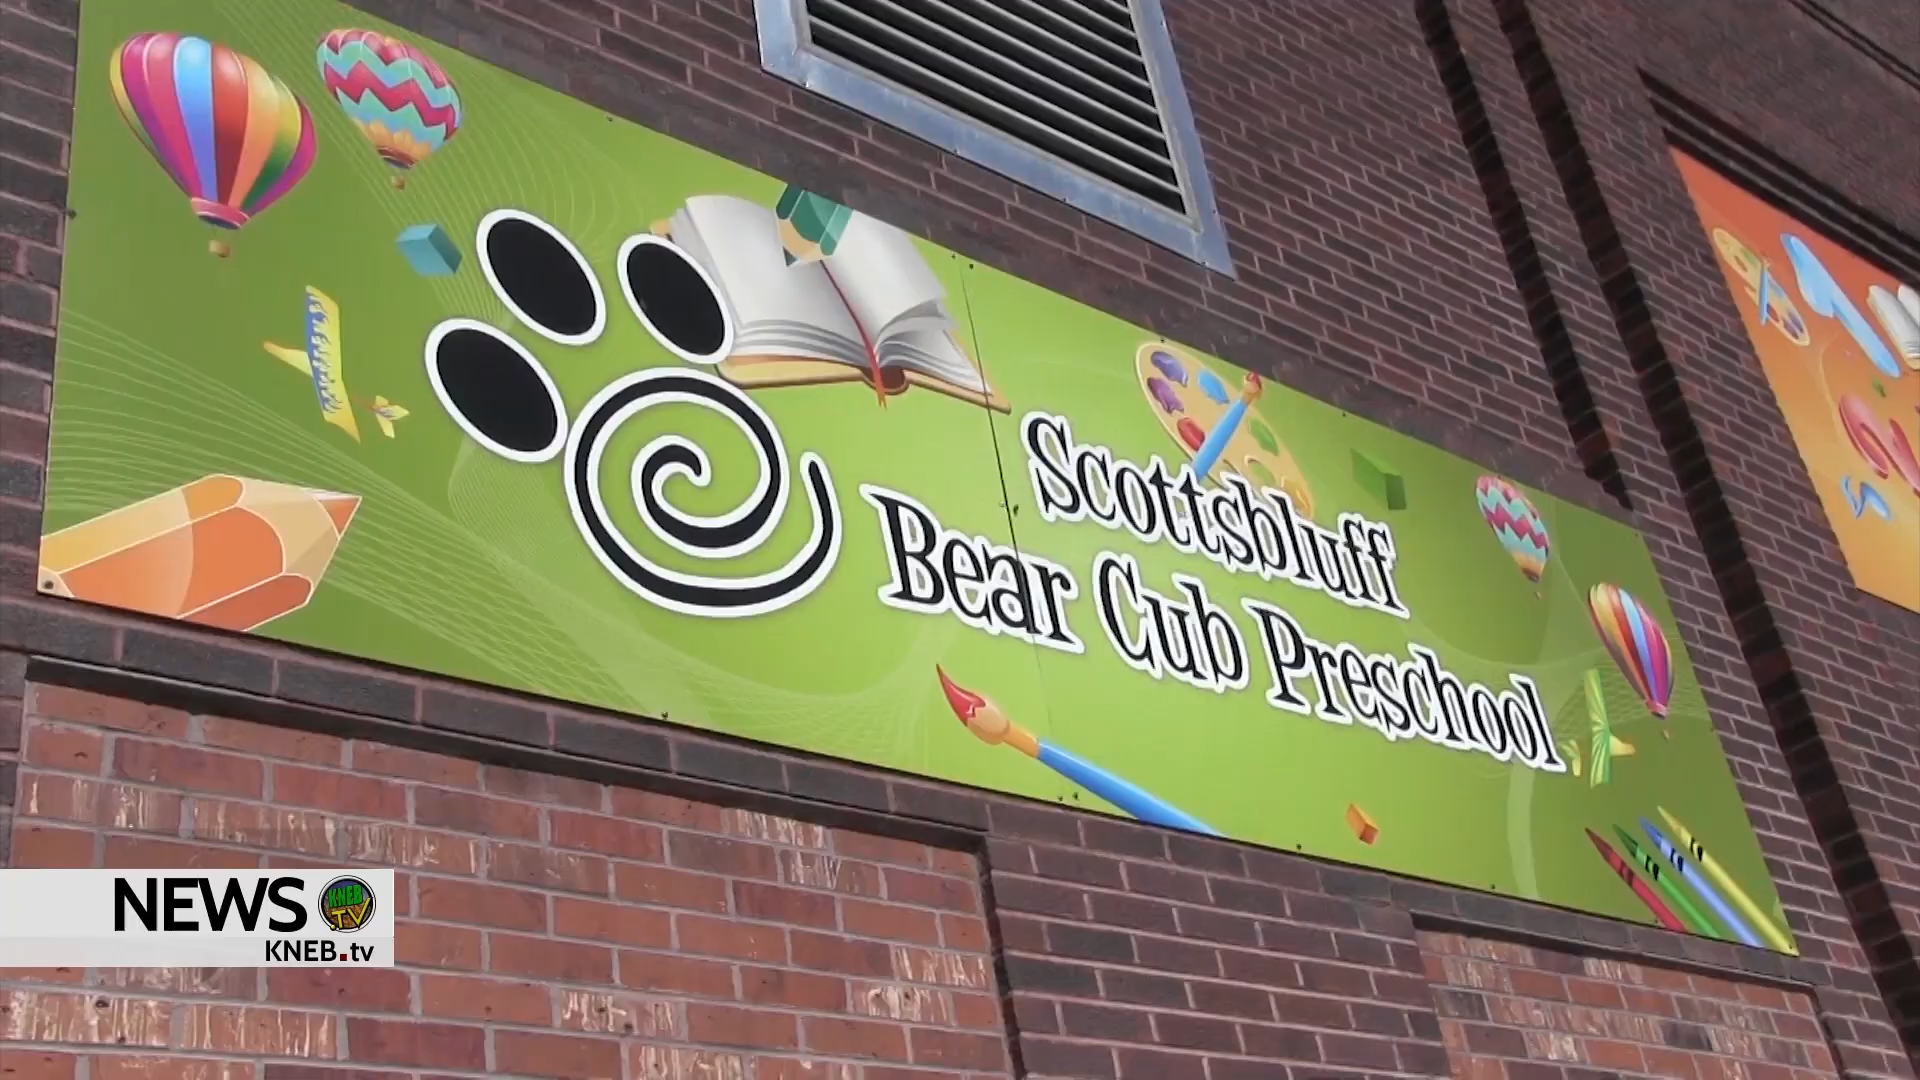 Scottsbluff
Bear Cub Preschool
NEWS
KNEB
.TV
KNEB.tv